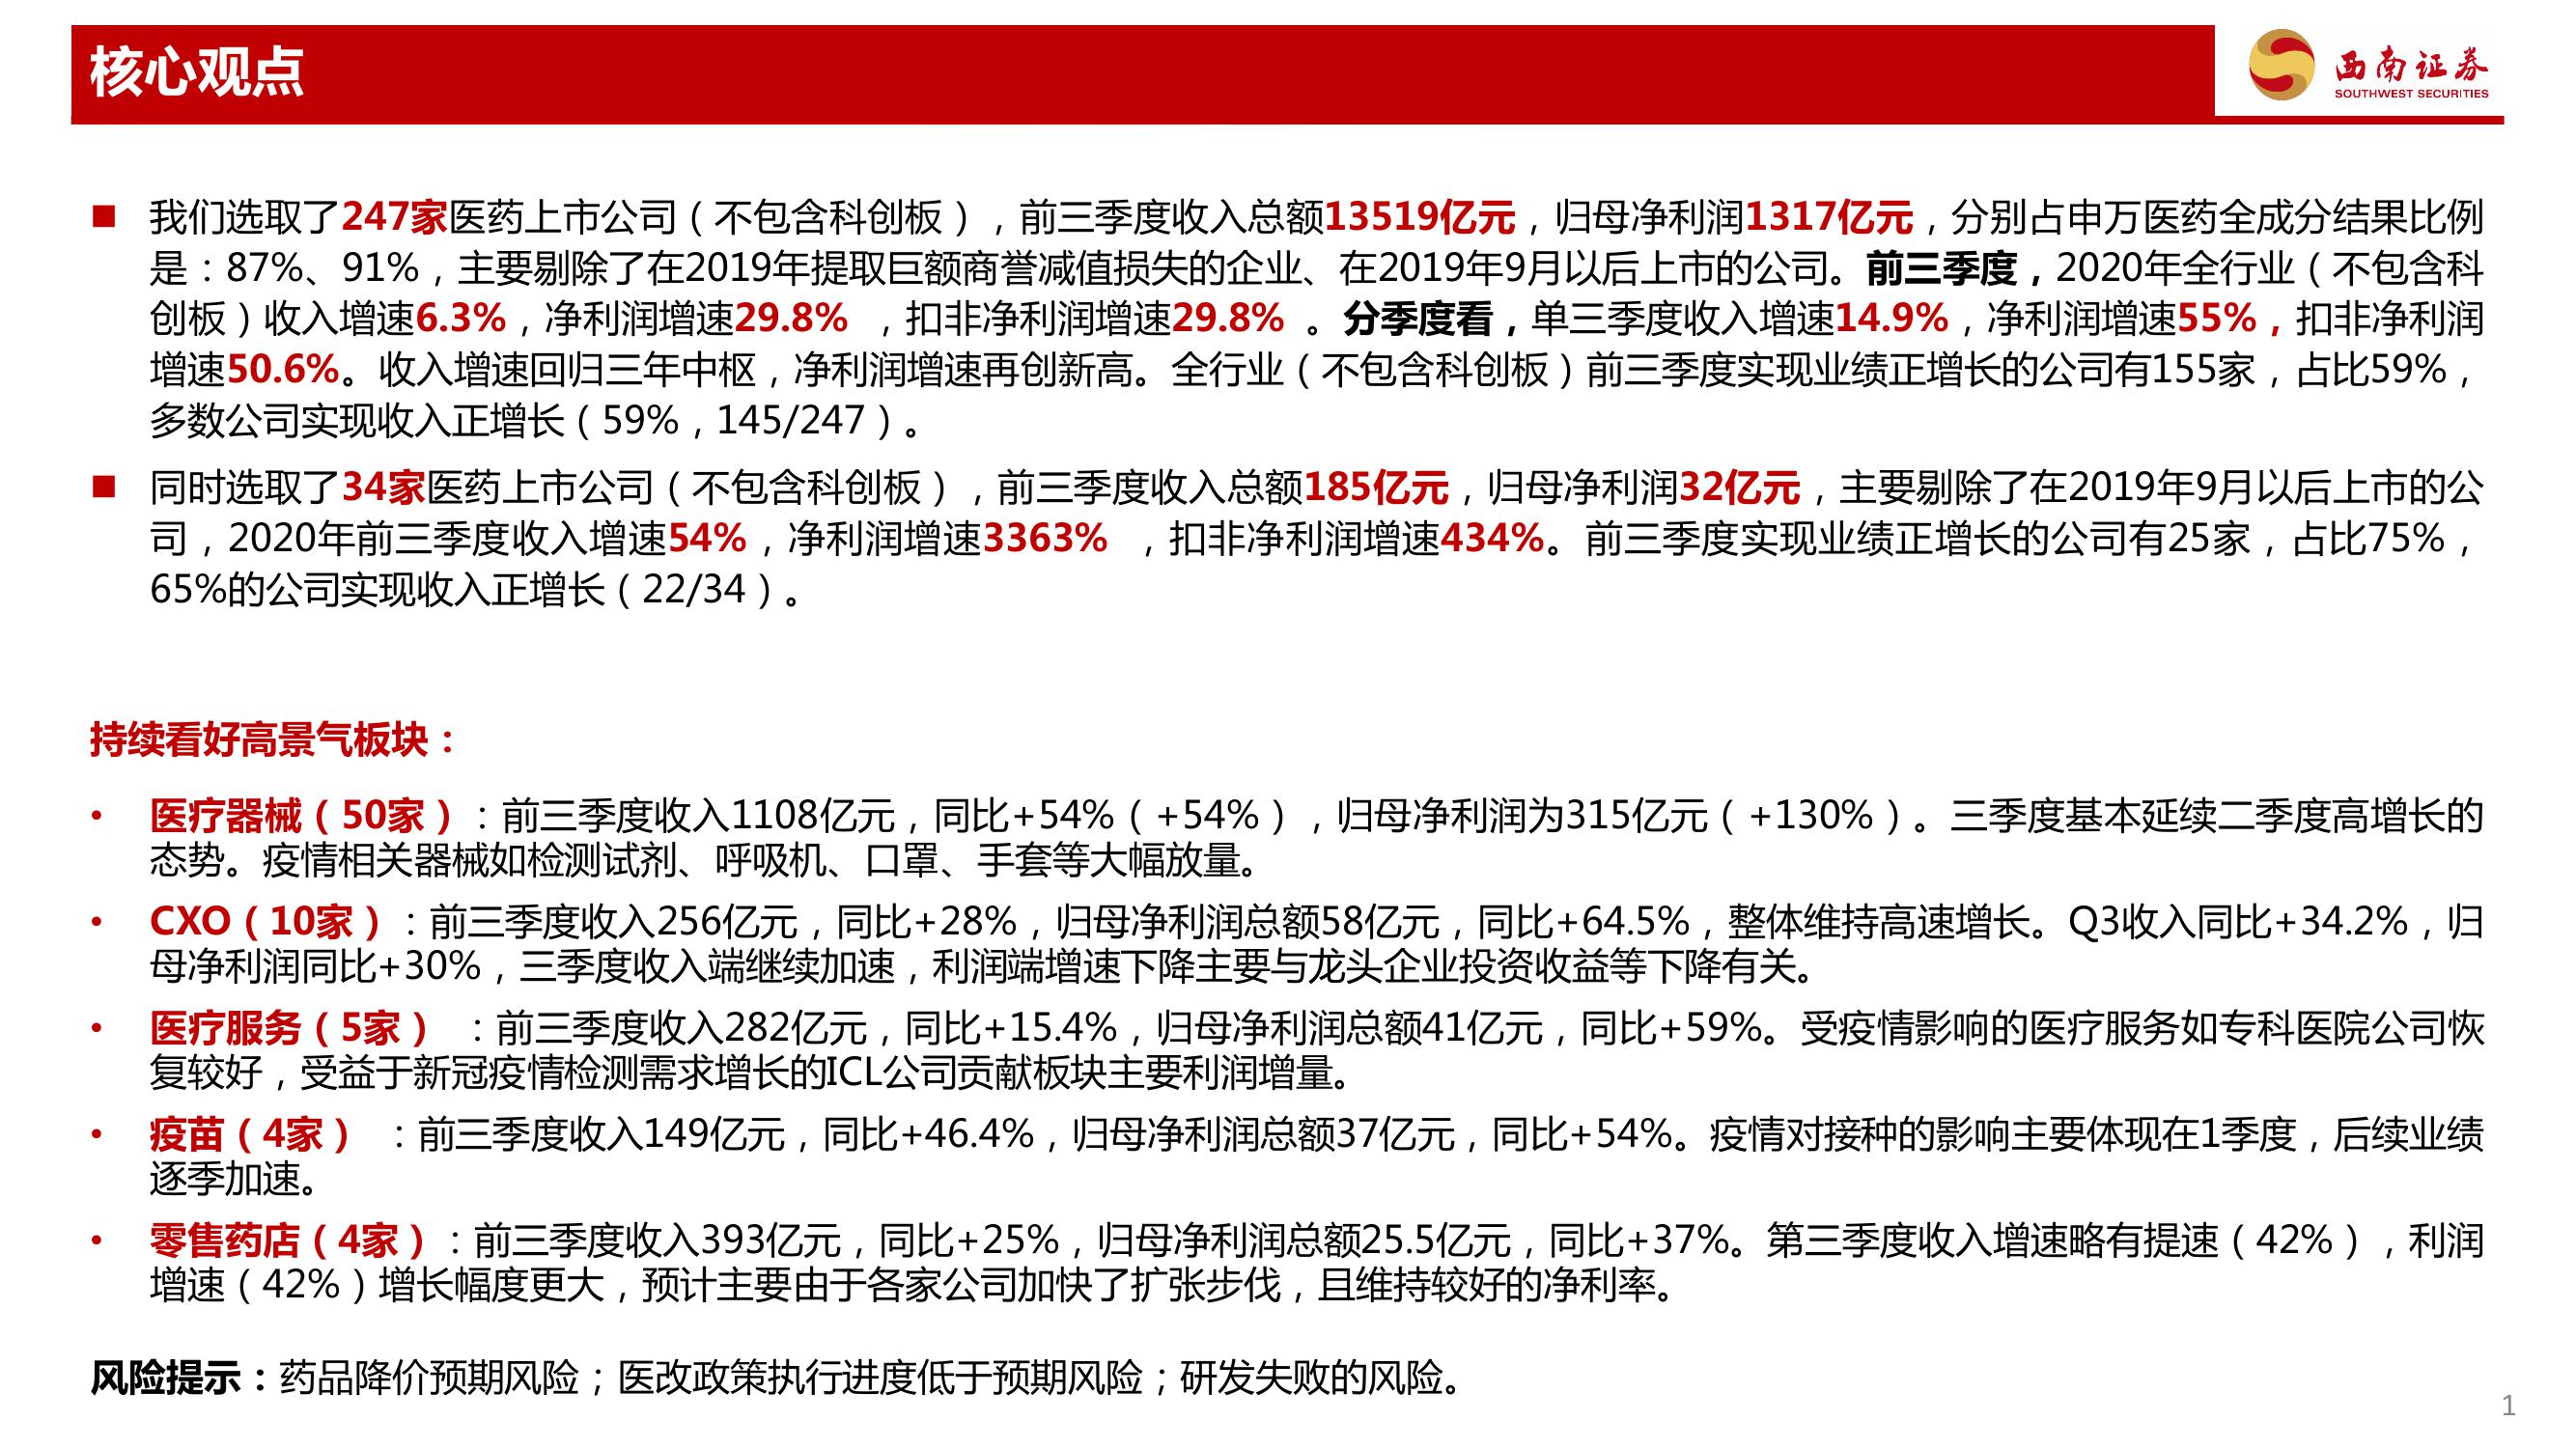 核心观点
西南证券
SOUTHWEST SECURITIES
■ 我们选取了247家医药上市公司（不包含科创板），前三季度收入总额13519亿元，归母净利润1317亿元，分别占申万医药全成分结果比例
是：87%、91%，主要剔除了在2019年提取巨额商誉减值损失的企业、在2019年9月以后上市的公司。前三季度，2020年全行业（不包含科
创板）收入增速6.3%，净利润增速29.8% ，扣非净利润增速29.8% 。分季度看，单三季度收入增速14.9%，净利润增速55%，扣非净利润
增速50.6%。收入增速回归三年中枢，净利润增速再创新高。全行业（不包含科创板）前三季度实现业绩正增长的公司有155家，占比59%，
多数公司实现收入正增长（59%，145/247）。
■ 同时选取了34家医药上市公司（不包含科创板），前三季度收入总额185亿元，归母净利润32亿元，主要剔除了在2019年9月以后上市的公
司，2020年前三季度收入增速54%，净利润增速3363% ，扣非净利润增速434%。前三季度实现业绩正增长的公司有25家，占比75%，
65%的公司实现收入正增长（22/34）。
持续看好高景气板块：
• 医疗器械（50家）：前三季度收入1108亿元，同比+54%（+54%），归母净利润为315亿元（+130%）。三季度基本延续二季度高增长的
态势。疫情相关器械如检测试剂、呼吸机、口罩、手套等大幅放量。
• CXO（10家）：前三季度收入256亿元，同比+28%，归母净利润总额58亿元，同比+64.5%，整体维持高速增长。Q3收入同比+34.2%，归
母净利润同比+30%，三季度收入端继续加速，利润端增速下降主要与龙头企业投资收益等下降有关。
• 医疗服务（5家） ：前三季度收入282亿元，同比+15.4%，归母净利润总额41亿元，同比+59%。受疫情影响的医疗服务如专科医院公司恢
复较好，受益于新冠疫情检测需求增长的ICL公司贡献板块主要利润增量。
• 疫苗（4家） ：前三季度收入149亿元，同比+46.4%，归母净利润总额37亿元，同比+54%。疫情对接种的影响主要体现在1季度，后续业绩
逐季加速。
• 零售药店（4家）：前三季度收入393亿元，同比+25%，归母净利润总额25.5亿元，同比+37%。第三季度收入增速略有提速（42%），利润
增速（42%）增长幅度更大，预计主要由于各家公司加快了扩张步伐，且维持较好的净利率。
风险提示：药品降价预期风险；医改政策执行进度低于预期风险；研发失败的风险。
1